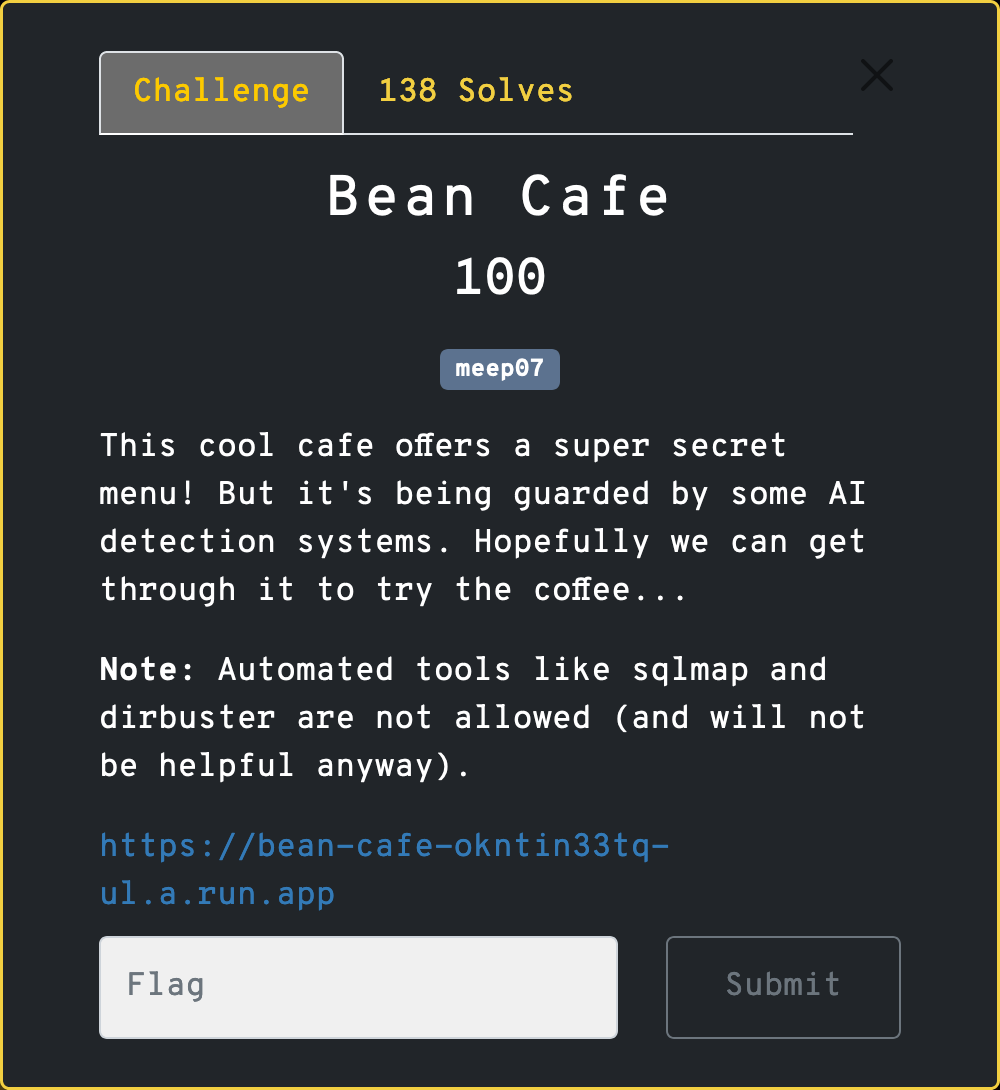 Challenge
138 Solves
Bean Cafe
100
meep07
This cool cafe offers a super secret
menu! But it's being guarded by some AI
detection systems. Hopefully we can get
through it to try the coffee...
Note: Automated tools like sqlmap and
dirbuster are not allowed (and will not
be helpful anyway).
https://bean-cafe-okntin33tq-
ul.a.run.app
Flag
Submit